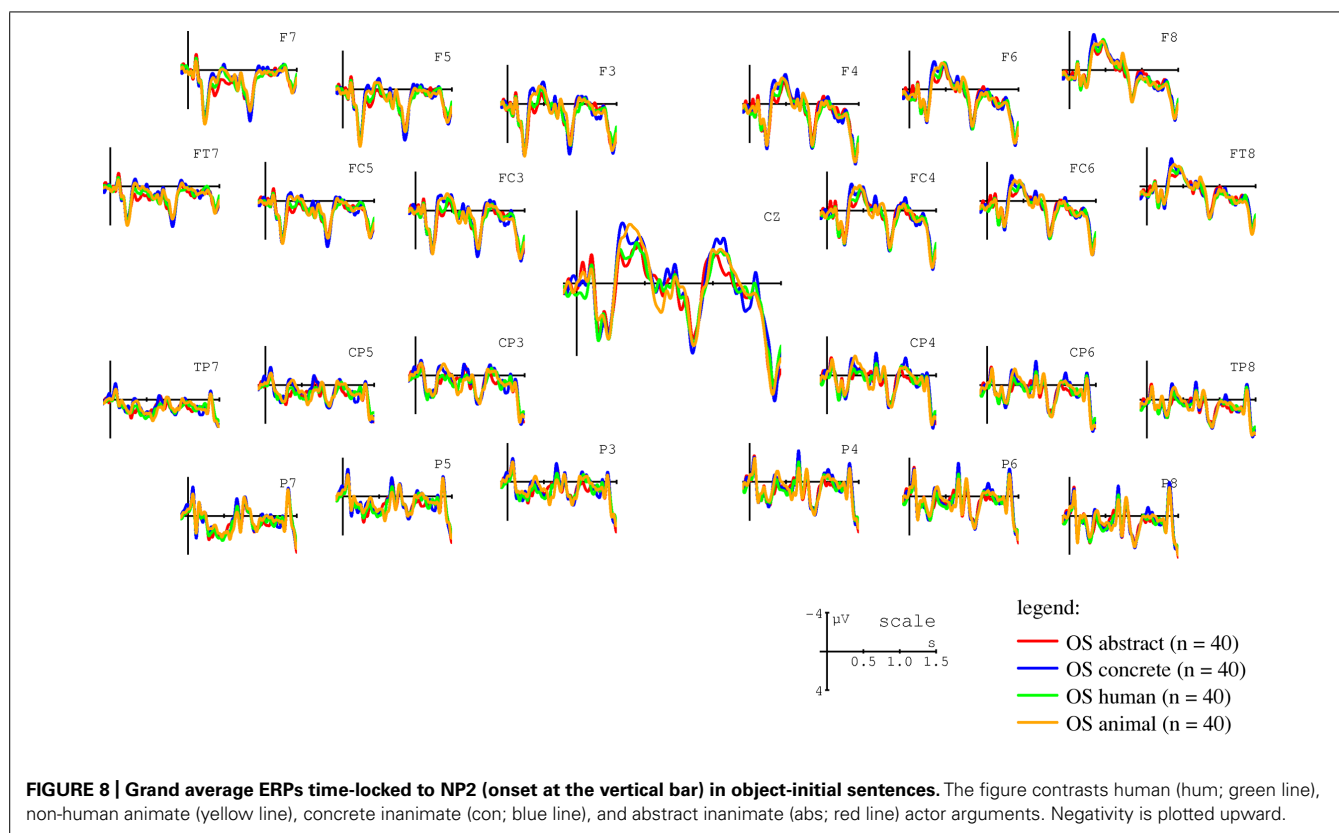 F7 F5 F3 F4 F6 F8
FT7 FC5 FC3 FC4 FC6 FT8
CZ
TP7 CP5 CP3 CP4 CP6 TP8
P7 P5 P3 P4 P6 P8
-4
µV
scale
s
0.5 1.0 1.5
4
legend:
OS abstract (n = 40)
OS concrete (n = 40)
OS human (n = 40)
OS animal (n = 40)
FIGURE 8 | Grand average ERPs time-locked to NP2 (onset at the vertical bar) in object-initial sentences. The figure contrasts human (hum; green line),
non-human animate (yellow line), concrete inanimate (con; blue line), and abstract inanimate (abs; red line) actor arguments. Negativity is plotted upward.